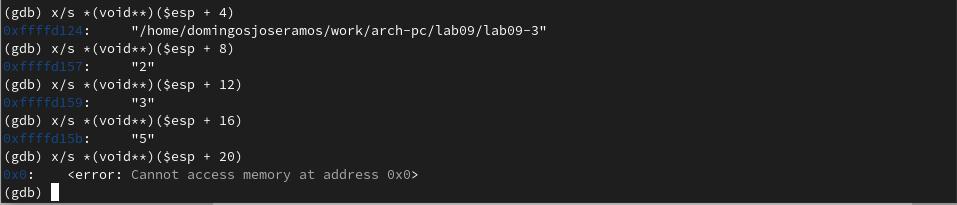 (gdb) x/s *(void**)($esp + 4)
0xffffd124:     "/home/domingosjoseramos/work/arch-pc/lab09/lab09-3"
(gdb) x/s *(void**)($esp + 8)
0xffffd157:     "2"
(gdb) x/s *(void**)($esp + 12)
0xffffd159:     "3"
(gdb) x/s *(void**)($esp + 16)
0xffffd15b:     "5"
(gdb) x/s *(void**)($esp + 20)
0x0:    <error: Cannot access memory at address 0x0>
(gdb)